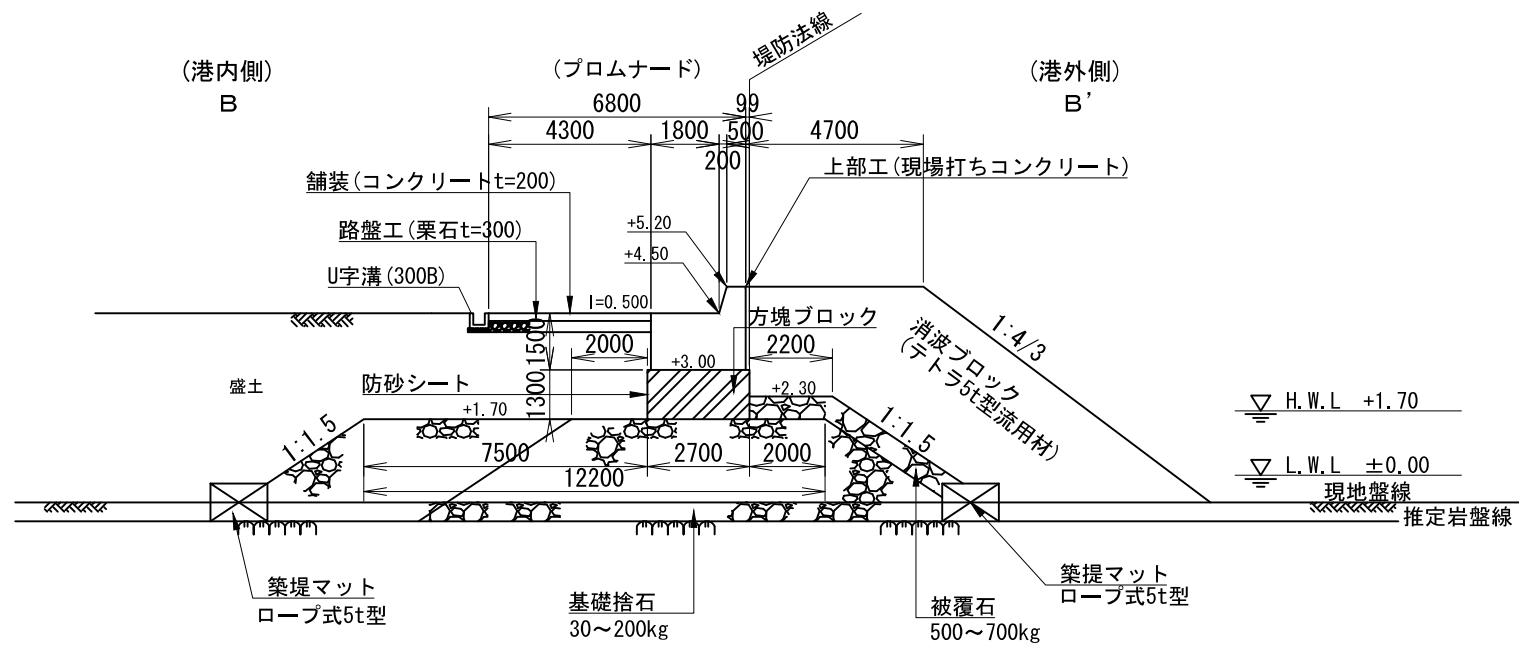 堤防法線
(港内側)
B
(プロムナード)
(港外側)
B'
6800
99
4300
1800
500
4700
200
上部工(現場打ちコンクリート)
舗装(コンクリートt=200)
路盤工(栗石t=300)
+5.20
+4.50
U字溝(300B)
I=0.500
方塊ブロック
消波ブロック
(テトラ5t型流用材)
1:4/3
1500
2000
+3.00
2200
防砂シート
盛土
1300
+2.30
+1.70
H.W.L +1.70
1:1.5
1:1.5
7500
2700
2000
12200
L.W.L ±0.00
現地盤線
推定岩盤線
築堤マット
ロープ式5t型
基礎捨石
30～200kg
被覆石
500～700kg
築提マット
ロープ式5t型